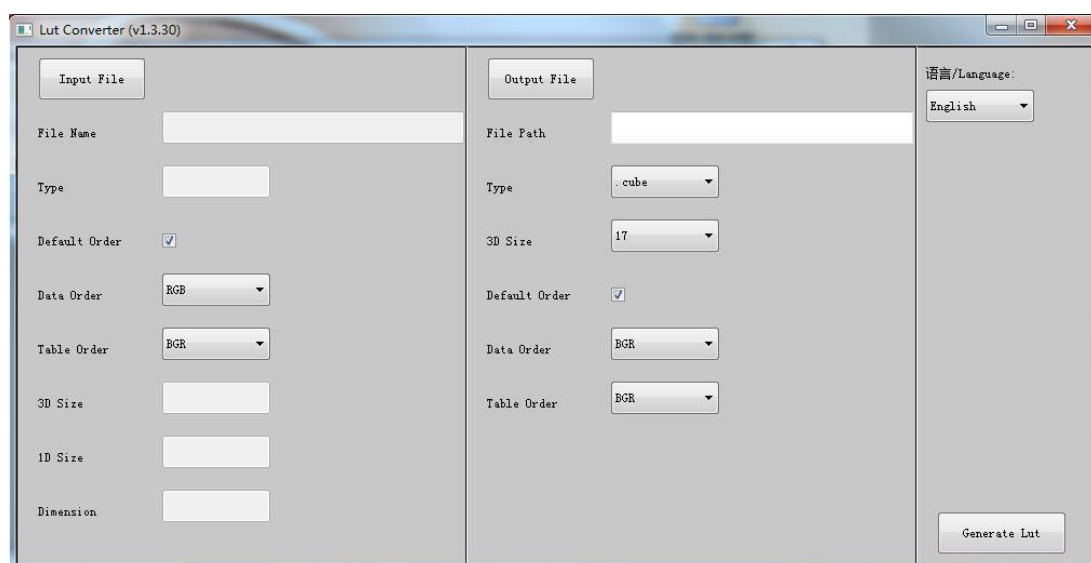 Lut Converter (v1.3.30)
Input File
File Name
Type
Default Order
Data Order
RGB
Table Order
BGR
3D Size
1D Size
Dimension
Output File
File Path
Type
.cube
3D Size
17
Default Order
Data Order
BGR
Table Order
BGR
语言/Language:
English
Generate Lut